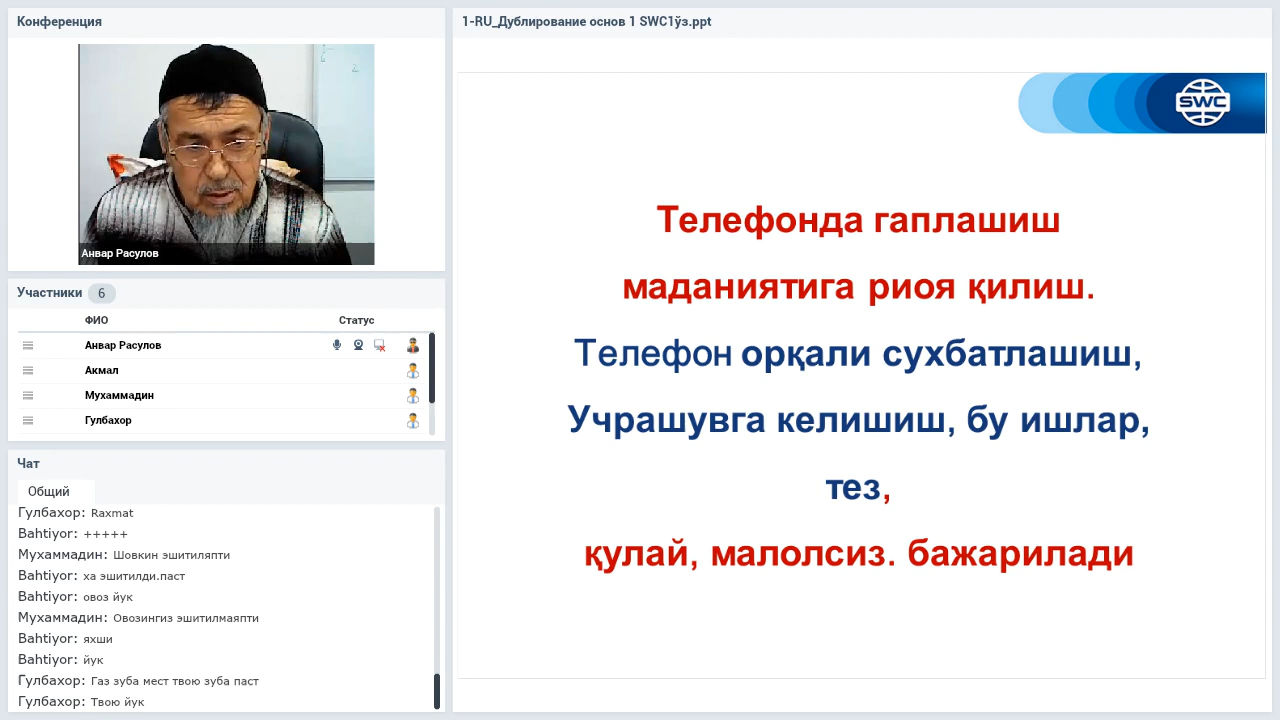 Конференция
Анвар Расулов
Участники 6
ФИО Статус
Анвар Расулов
Акмал
Мухаммадин
Гулбахор
Чат
Общий
Гулбахор: Raxmat
Bahtiyor: +++++
Мухаммадин: Шовкин эшитиляпти
Bahtiyor: ха эшитилди.паст
Bahtiyor: овоз йук
Мухаммадин: Овозингиз эшитилмаяпти
Bahtiyor: яхши
Bahtiyor: йук
Гулбахор: Газ зуба мест твою зуба паст
Гулбахор: Твою йук
1-RU_Дублирование основ 1 SWC1ўз.ppt
SWC
Телефонда гаплашиш
маданиятига риоя қилиш.
Телефон орқали сухбатлашиш,
Учрашувга келишиш, бу ишлар,
тез,
қулай, малолсиз. бажарилади